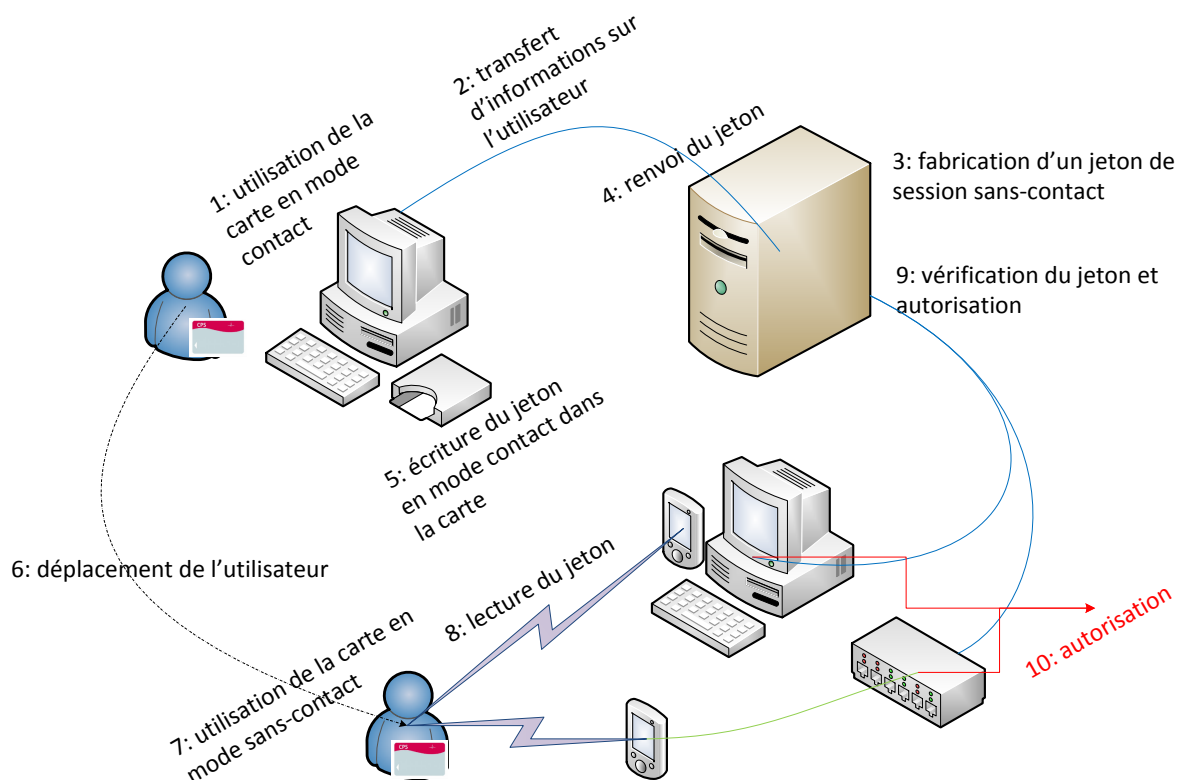 1: utilisation de la
carte en mode
contact
2: transfert
d'informations sur
l'utilisateur
3: fabrication d'un jeton de
session sans-contact
4: renvoi du jeton
5: écriture du jeton
en mode contact dans
la carte
6: déplacement de l'utilisateur
7: utilisation de la carte en
mode sans-contact
8: lecture du jeton
9: vérification du jeton et
autorisation
10: autorisation
CPS
CPS